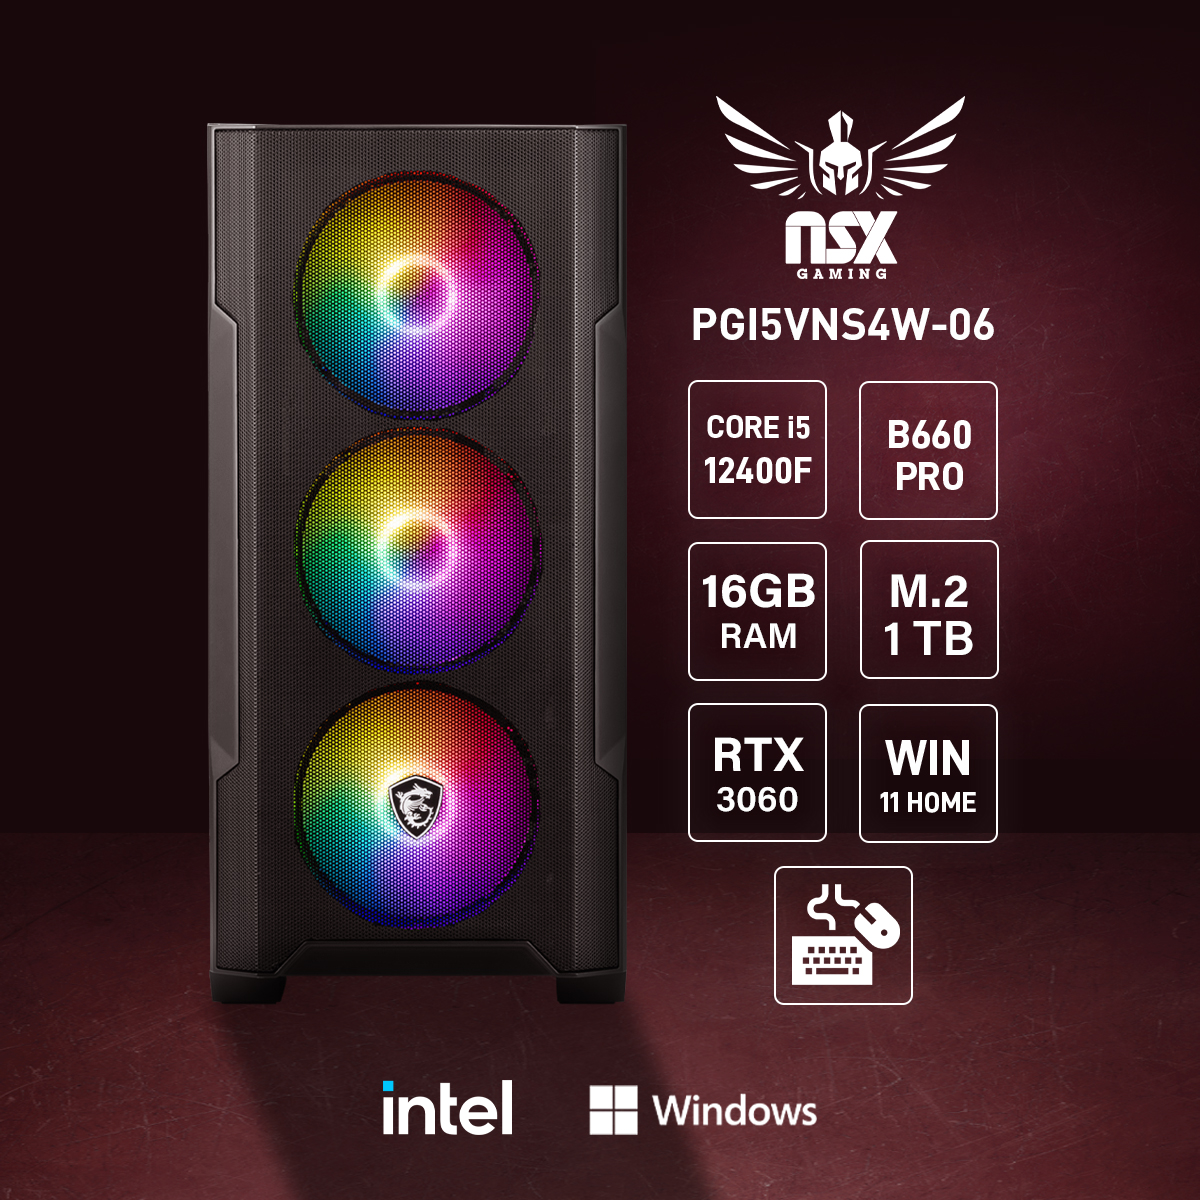 NSX
GAMING
PGI5VNS4W-06
CORE i5
12400F
B660
PRO
16GB
RAM
M.2
1 TB
RTX
3060
WIN
11 HOME
intel
Windows